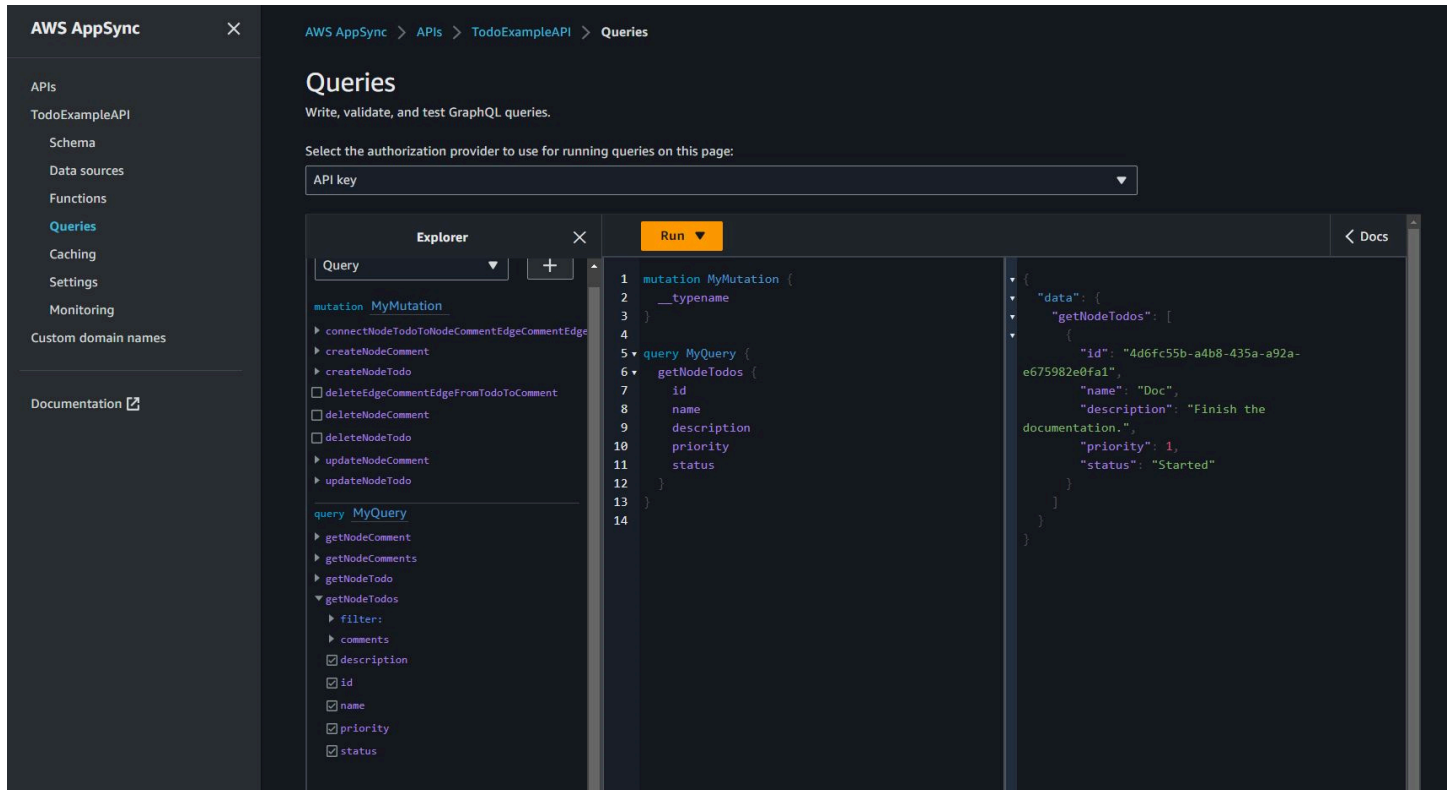 AWS AppSync
APIs
TodoExampleAPI
Schema
Data sources
Functions
Queries
Caching
Settings
Monitoring
Custom domain names
Documentation
AWS AppSync > APIs > TodoExampleAPI > Queries
Queries
Write, validate, and test GraphQL queries.
Select the authorization provider to use for running queries on this page:
API key
Explorer
Query
+
mutation MyMutation
connectNodeTodoToNodeCommentEdgeCommentEdge
createNodeComment
createNodeTodo
deleteEdgeCommentEdgeFromTodoToComment
deleteNodeComment
deleteNodeTodo
updateNodeComment
updateNodeTodo
query MyQuery
getNodeComment
getNodeComments
getNodeTodo
getNodeTodos
filter:
comments
description
id
name
priority
status
Run
Docs
1 mutation MyMutation {
2 __typename
3 }
4
5 query MyQuery {
6 getNodeTodos {
7 id
8 name
9 description
10 priority
11 status
12 }
13 }
14
{
"data": {
"getNodeTodos": [
{
"id": "4d6fc55b-a4b8-435a-a92a-
e675982e0fa1",
"name": "Doc",
"description": "Finish the
documentation.",
"priority": 1,
"status": "Started"
}
]
}
}